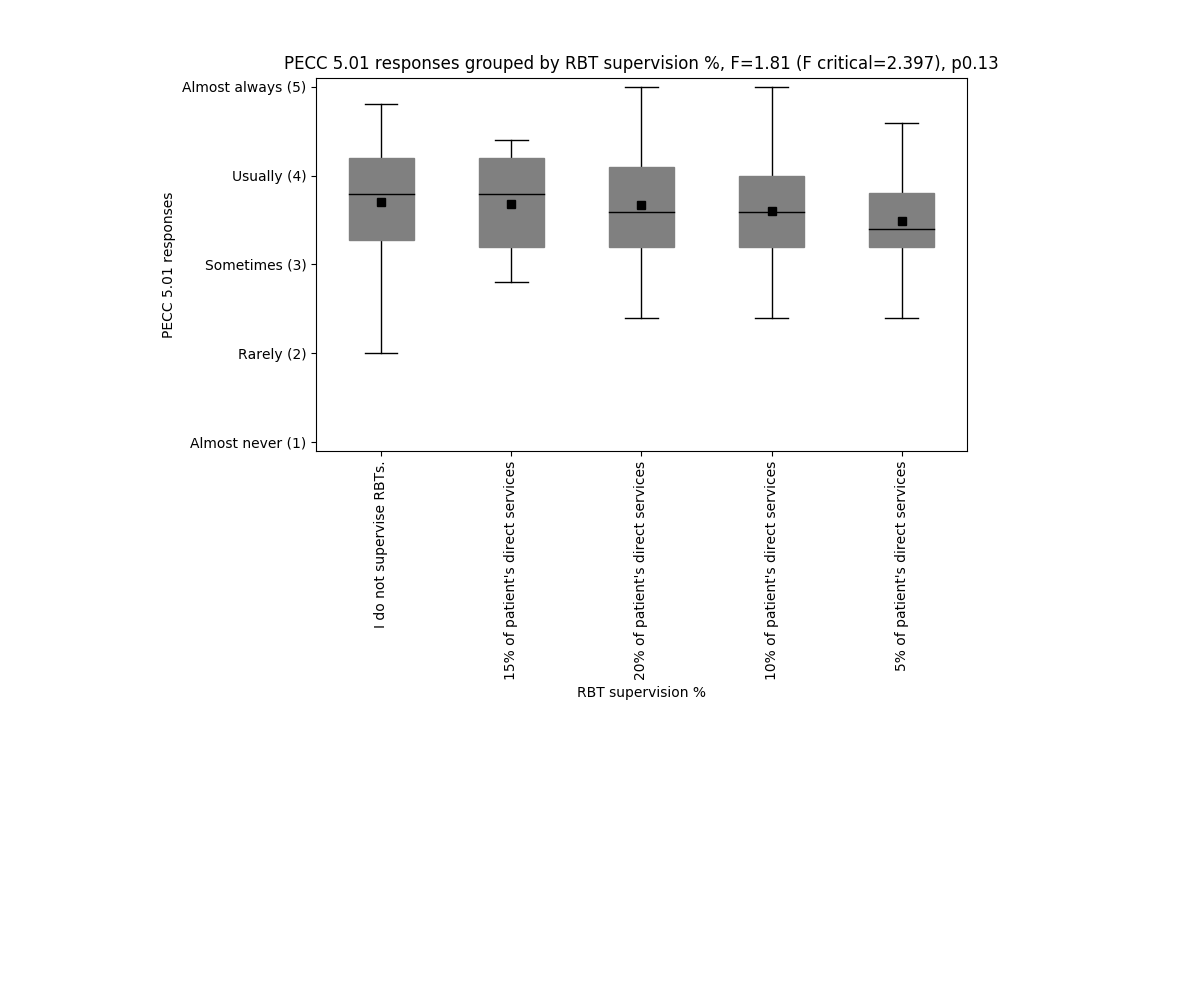 PECC 5.01 responses grouped by RBT supervision %, F=1.81 (F critical=2.397), p0.13
Almost always (5)
Usually (4)
Sometimes (3)
Rarely (2)
Almost never (1)
PECC 5.01 responses
I do not supervise RBTs.
15% of patient's direct services
20% of patient's direct services
10% of patient's direct services
5% of patient's direct services
RBT supervision %